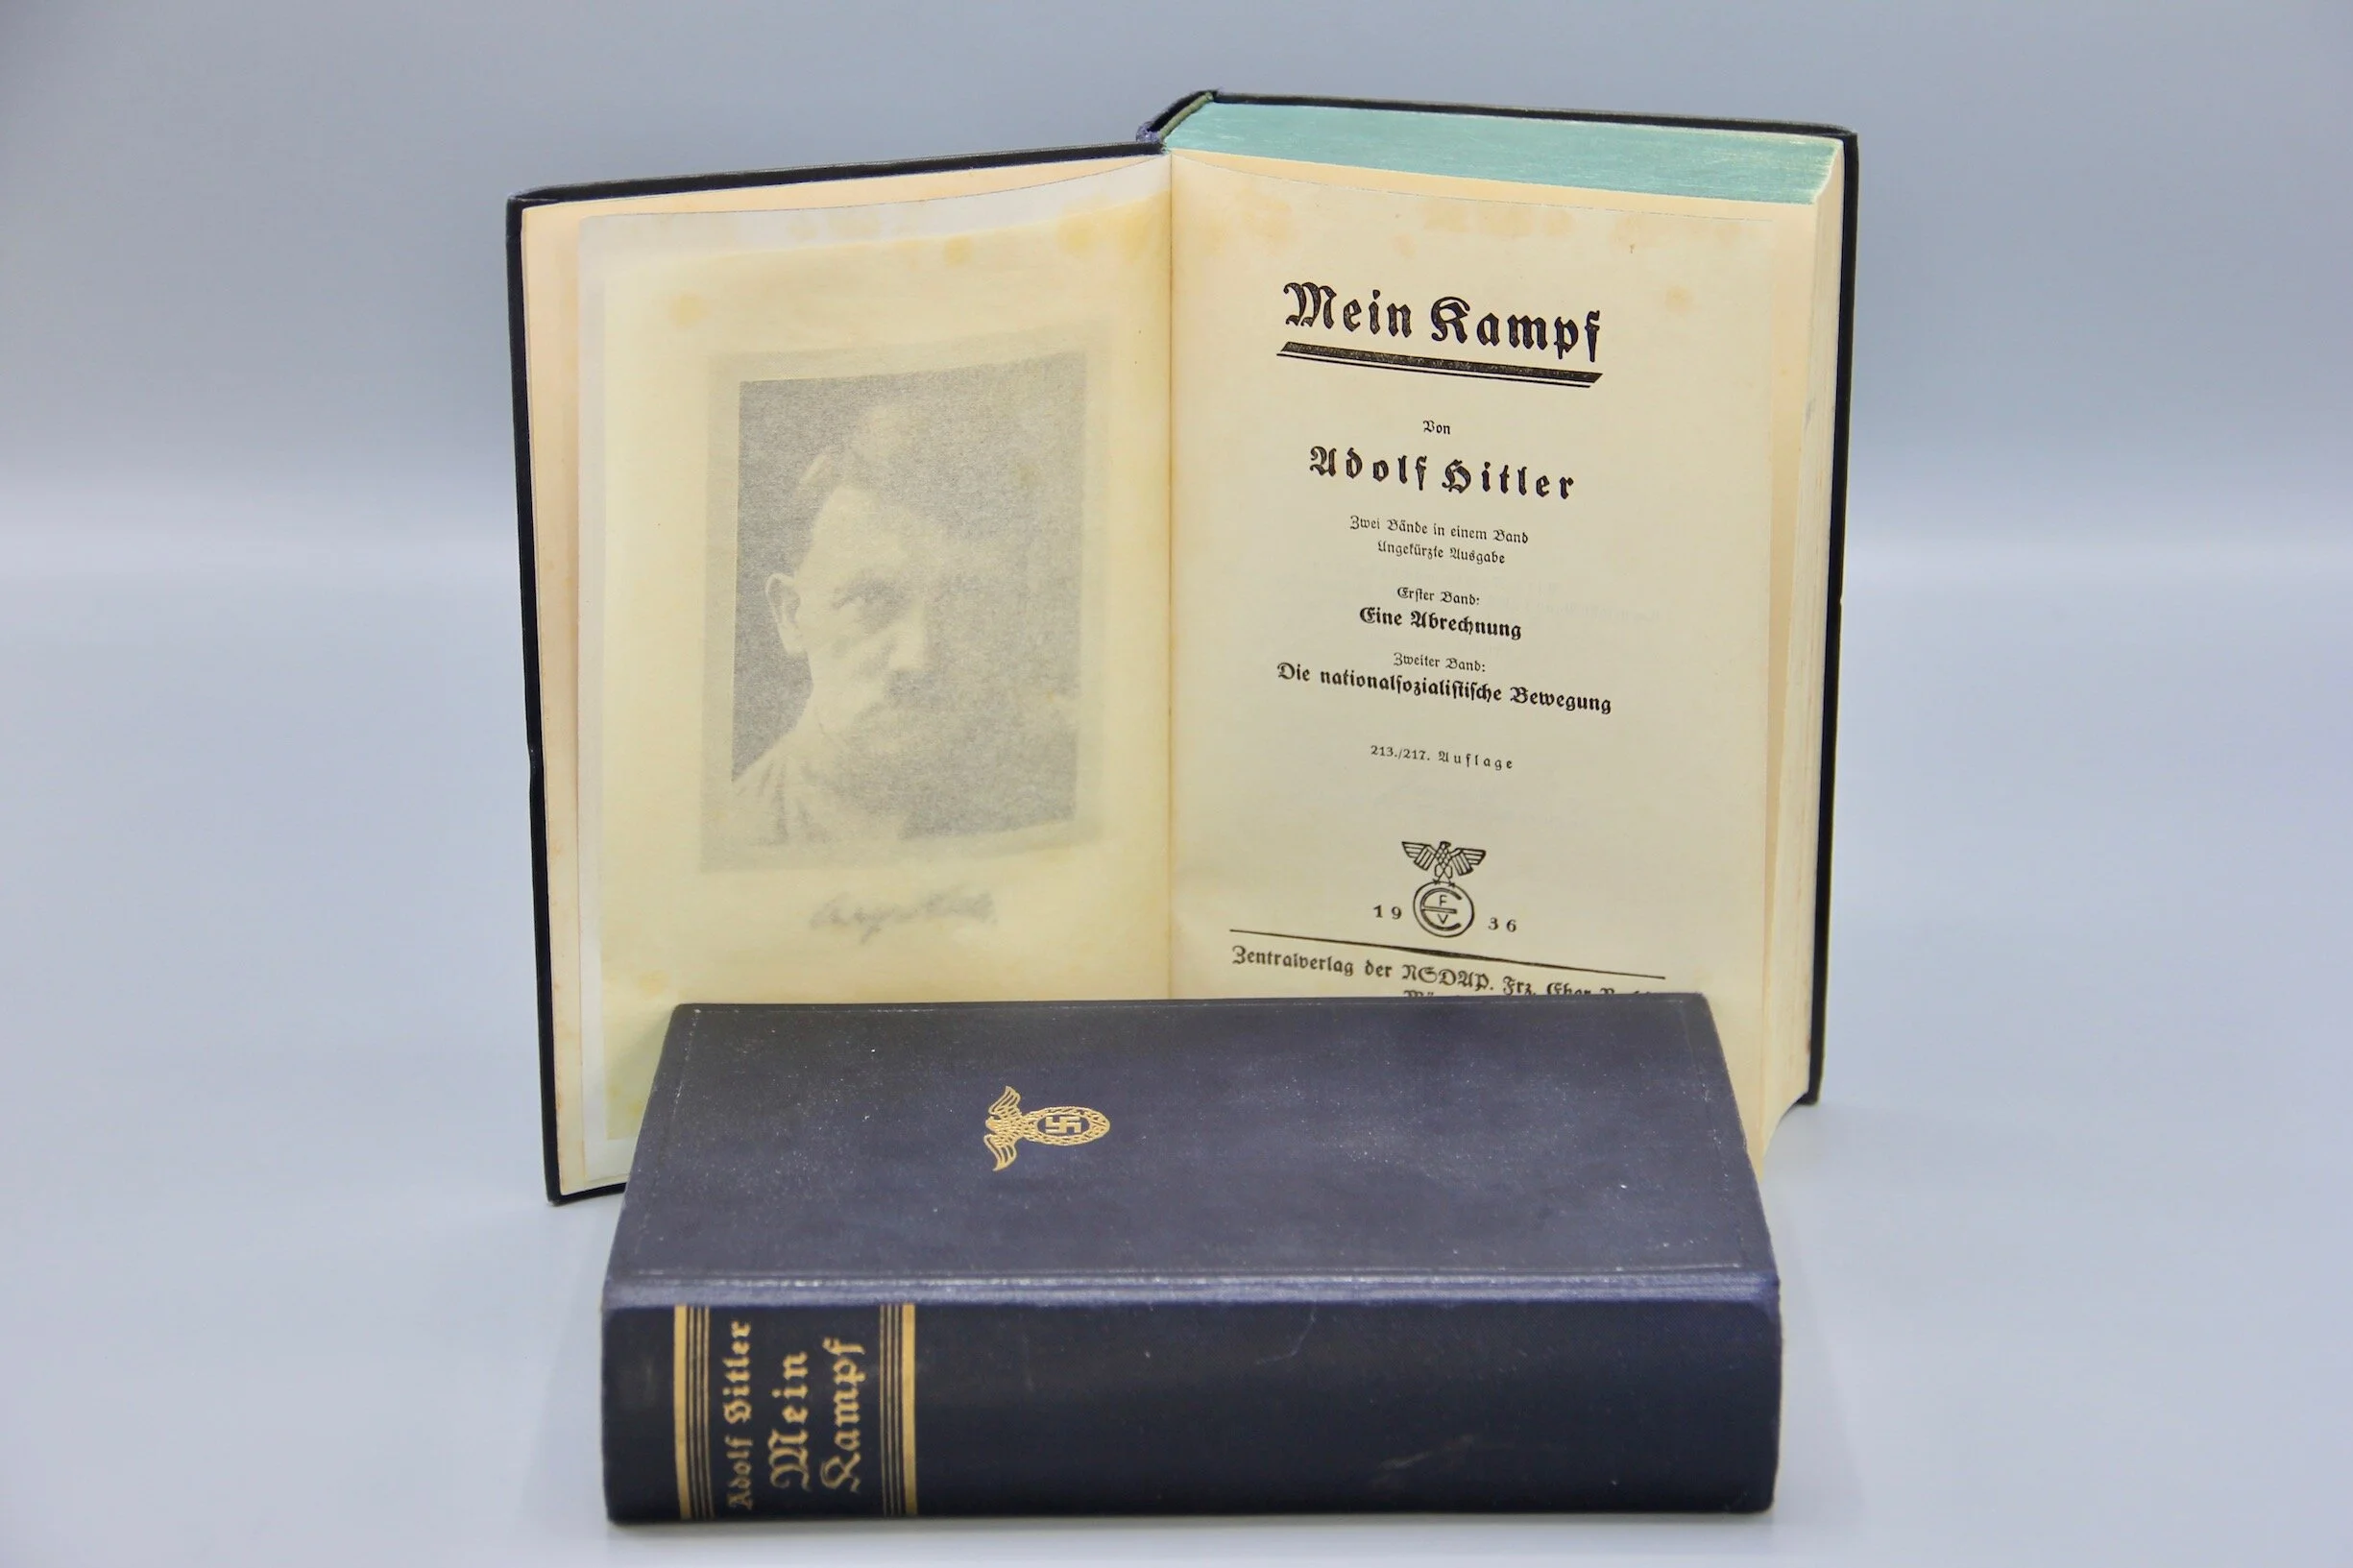 Mein Kampf
Von
Adolf Hitler
Zwei Bände in einem Band
Ungekürzte Ausgabe
Erster Band:
Eine Abrechnung
Zweiter Band:
Die nationalsozialistische Bewegung
213./217. Auflage
19 36
F
V
Zentralverlag der NSDAP. Frz. Eher
Adolf Hitler
Mein
Kampf